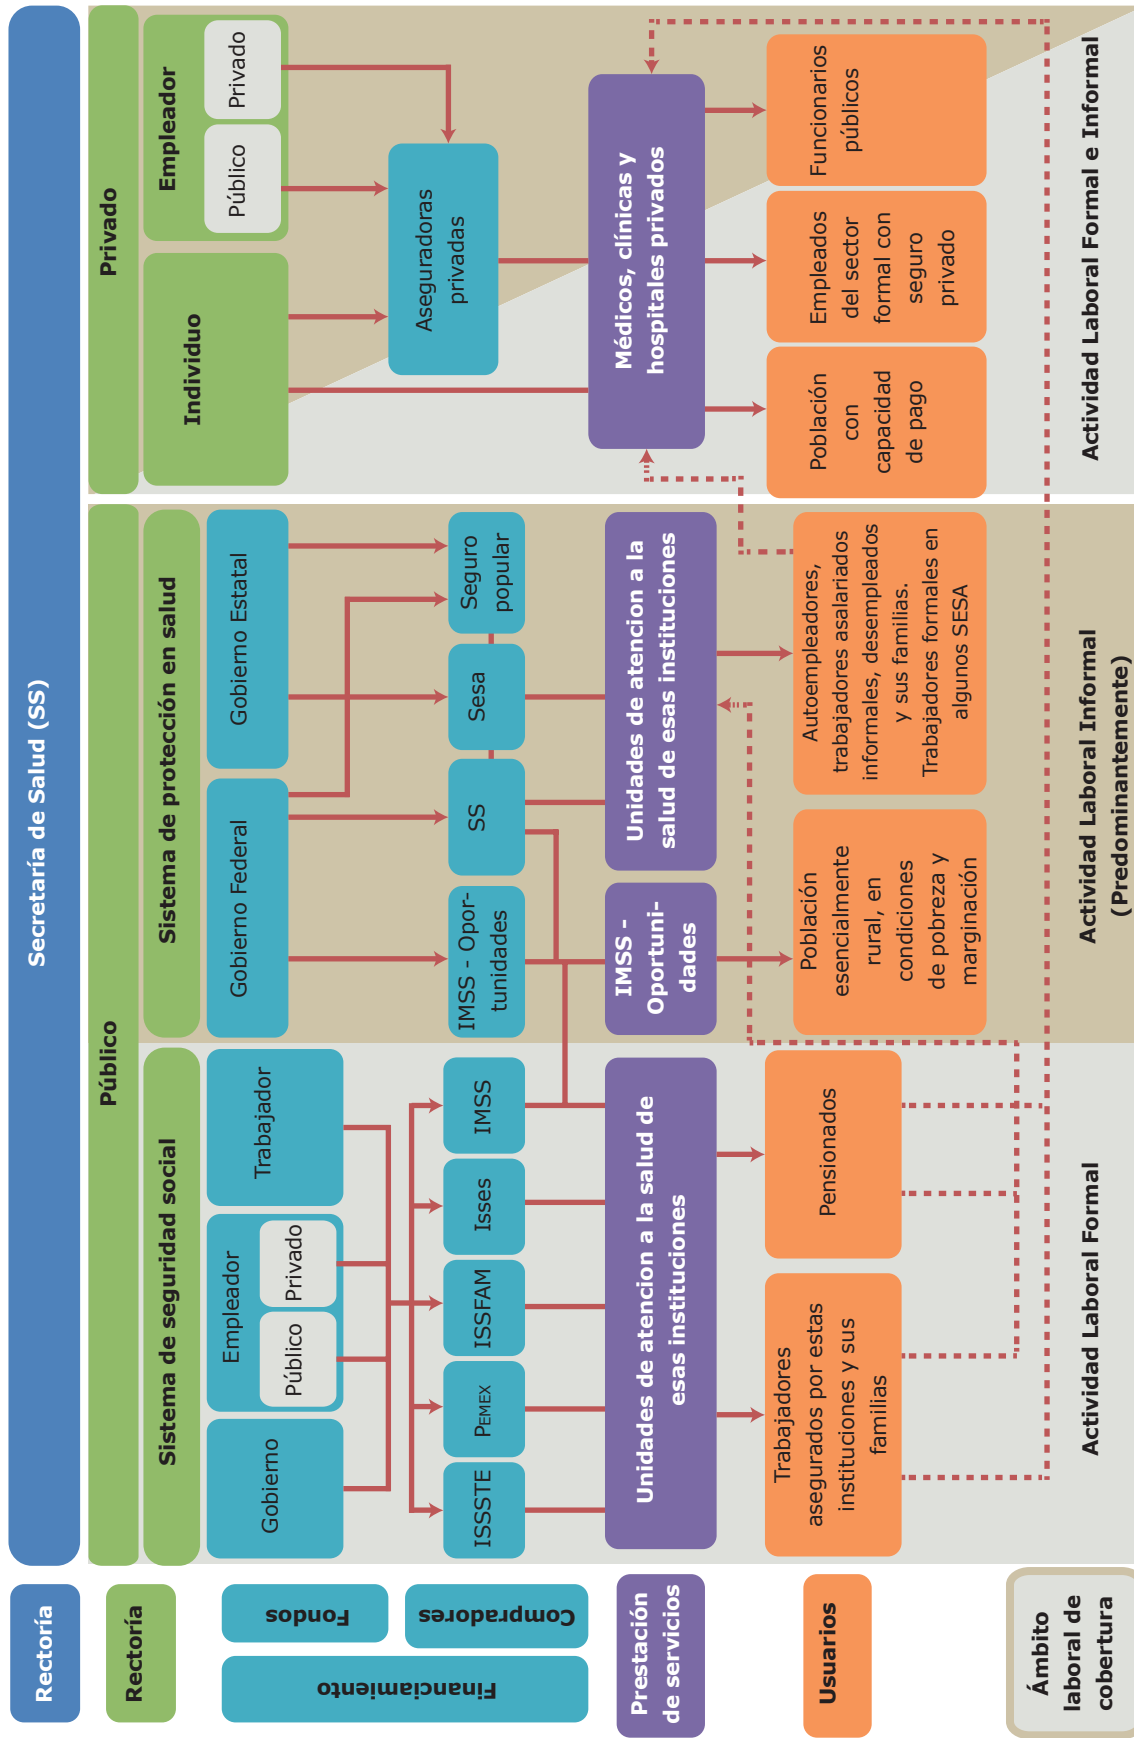 Rectoría
Secretaría de Salud (SS)
Rectoría
Público
Privado
Sistema de seguridad social
Sistema de protección en salud
Individuo
Empleador
Público
Privado
Financiamiento
Fondos
Gobierno
Empleador
Público
Privado
Trabajador
Gobierno Federal
Gobierno Estatal
Compradores
ISSSTE
PEMEX
ISSFAM
Isses
IMSS
IMSS - Opor-
tunidades
SS
Sesa
Seguro
popular
Aseguradoras
privadas
Prestación
de servicios
Unidades de atencion a la salud de
esas instituciones
IMSS -
Oportuni-
dades
Unidades de atencion a la
salud de esas instituciones
Médicos, clínicas y
hospitales privados
Usuarios
Trabajadores
asegurados por estas
instituciones y sus
familias
Pensionados
Población
esencialmente
rural, en
condiciones
de pobreza y
marginación
Autoempleadores,
trabajadores asalariados
informales, desempleados
y sus familias.
Trabajadores formales en
algunos SESA
Población
con
capacidad
de pago
Empleados
del sector
formal con
seguro
privado
Funcionarios
públicos
Ámbito
laboral de
cobertura
Actividad Laboral Formal
Actividad Laboral Informal
(Predominantemente)
Actividad Laboral Formal e Informal